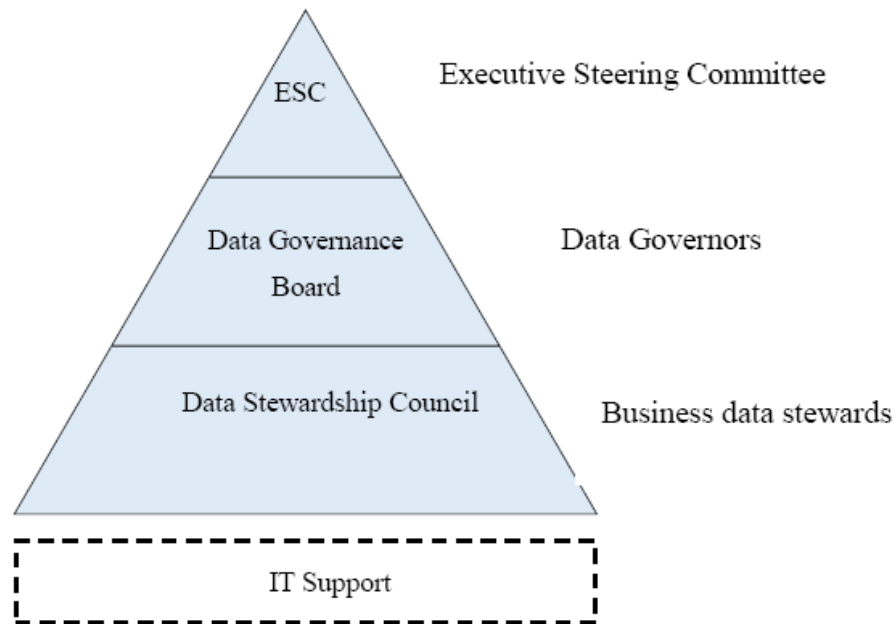 ESC
Executive Steering Committee
Data Governance
Board
Data Governors
Data Stewardship Council
Business data stewards
IT Support